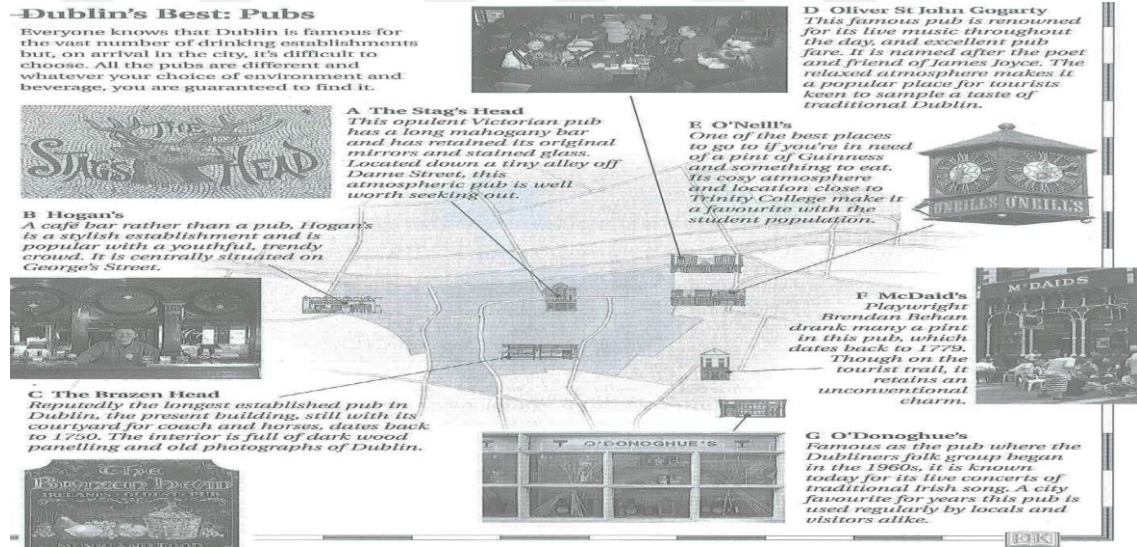 Dublin's Best: Pubs
Everyone knows that Dublin is famous for
the vast number of drinking establishments
but, on arrival in the city, it's difficult to
choose. All the pubs are different and
whatever your choice of environment and
beverage, you are guaranteed to find it.
THE
STAG'S HEAD
A The Stag's Head
This opulent Victorian pub
has a long mahogany bar
and has retained its original
mirrors and stained glass.
Located down a tiny alley off
Dame Street, this
atmospheric pub is well
worth seeking out.
B Hogan's
A café bar rather than a pub, Hogan's
is a stylish establishment and is
popular with a youthful, trendy
crowd. It is centrally situated on
George's Street.
C The Brazen Head
Reputedly the longest established pub in
Dublin, the present building, still with its
courtyard for coach and horses, dates back
to 1750. The interior is full of dark wood
panelling and old photographs of Dublin.
The
Brazen Head
IRELANDS·OLDEST·PUB
D Oliver St John Gogarty
This famous pub is renowned
for its live music throughout
the day, and excellent pub
fare. It is named after the poet
and friend of James Joyce. The
relaxed atmosphere makes it
a popular place for tourists
keen to sample a taste of
traditional Dublin.
E O'Neill's
One of the best places
to go to if you're in need
of a pint of Guinness
and something to eat.
Its cosy atmosphere
and location close to
Trinity College make it
a favourite with the
student population.
O'NEILL'S O'NEILL'S
F McDaid's
Playwright
Brendan Behan
drank many a pint
in this pub, which
dates back to 1779.
Though on the
tourist trail, it
retains an
unconventional
charm.
McDAIDS
O'DONOGHUE'S
G O'Donoghue's
Famous as the pub where the
Dubliners folk group began
in the 1960s, it is known
today for its live concerts of
traditional Irish song. A city
favourite for years this pub is
used regularly by locals and
visitors alike.